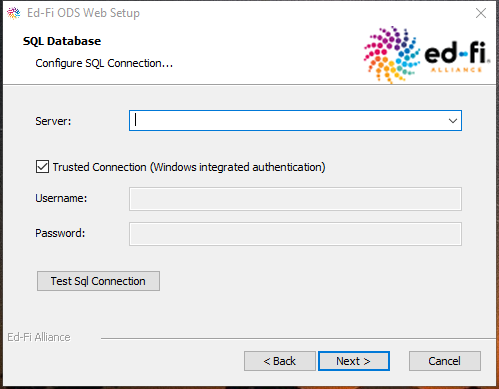 Ed-Fi ODS Web Setup
SQL Database
Configure SQL Connection...
ed-fi
ALLIANCE
Server:
Trusted Connection (Windows integrated authentication)
Username:
Password:
Test Sql Connection
Ed-Fi Alliance
< Back Next > Cancel